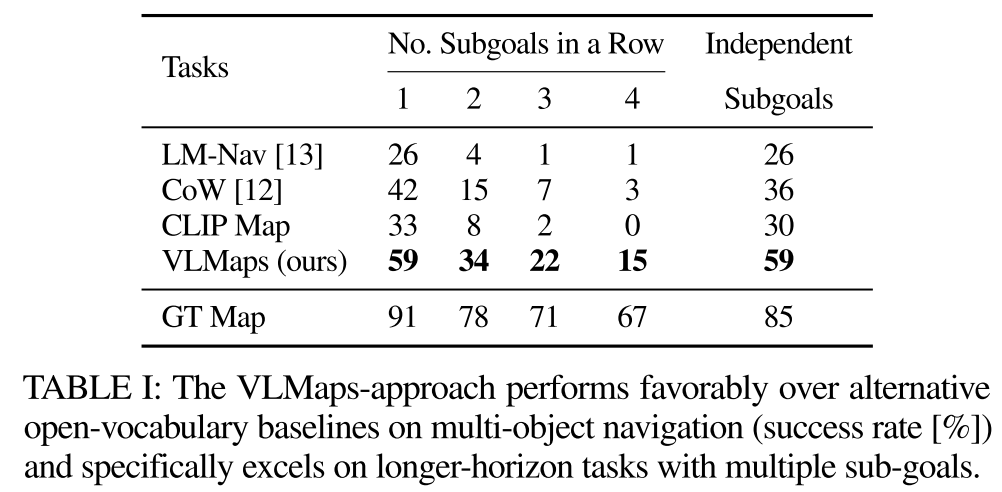 Tasks No. Subgoals in a Row Independent
1 2 3 4 Subgoals
LM-Nav [13] 26 4 1 1 26
CoW [12] 42 15 7 3 36
CLIP Map 33 8 2 0 30
VLMaps (ours) 59 34 22 15 59
GT Map 91 78 71 67 85
TABLE I: The VLMaps-approach performs favorably over alternative
open-vocabulary baselines on multi-object navigation (success rate [%])
and specifically excels on longer-horizon tasks with multiple sub-goals.